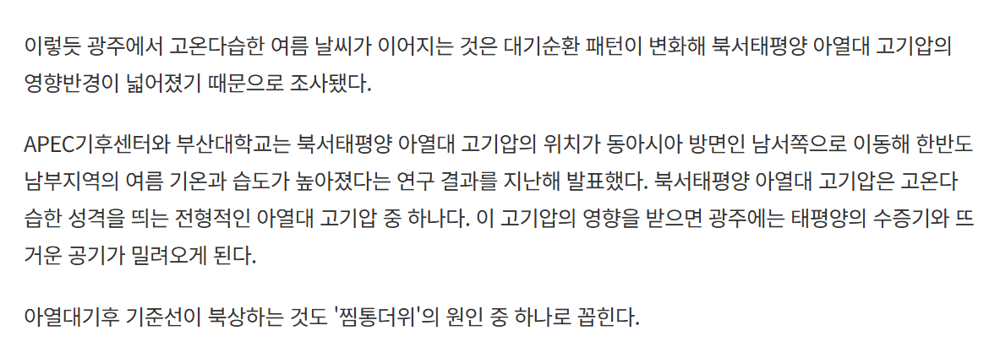 이렇듯 광주에서 고온다습한 여름 날씨가 이어지는 것은 대기순환 패턴이 변화해 북서태평양 아열대 고기압의
영향반경이 넓어졌기 때문으로 조사됐다.
APEC기후센터와 부산대학교는 북서태평양 아열대 고기압의 위치가 동아시아 방면인 남서쪽으로 이동해 한반도
남부지역의 여름 기온과 습도가 높아졌다는 연구 결과를 지난해 발표했다. 북서태평양 아열대 고기압은 고온다
습한 성격을 띄는 전형적인 아열대 고기압 중 하나다. 이 고기압의 영향을 받으면 광주에는 태평양의 수증기와 뜨
거운 공기가 밀려오게 된다.
아열대기후 기준선이 북상하는 것도 '찜통더위'의 원인 중 하나로 꼽힌다.